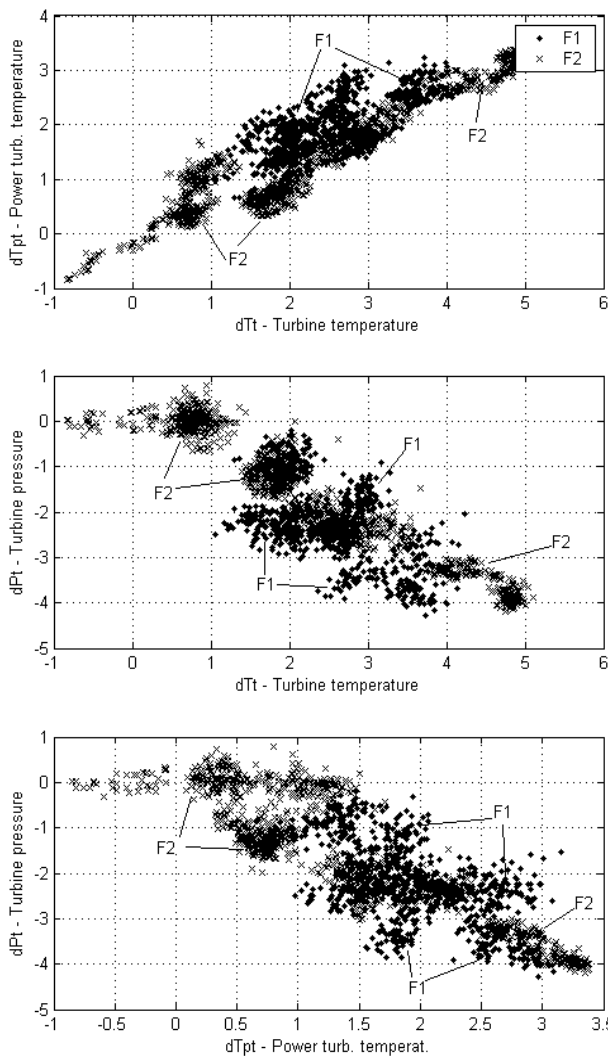 4
3
2
1
0
-1
-1
0
1
2
3
4
5
6
dTpt - Power turb. temperature
dTt - Turbine temperature
F1
F2
F1
F2
F2
1
0
-1
-2
-3
-4
-5
-1
0
1
2
3
4
5
6
dPt - Turbine pressure
dTt - Turbine temperature
F1
F2
F2
F1
1
0
-1
-2
-3
-4
-5
-1
-0.5
0
0.5
1
1.5
2
2.5
3
3.5
dPt - Turbine pressure
dTpt - Power turb. temperat.
F1
F2
F2
F1